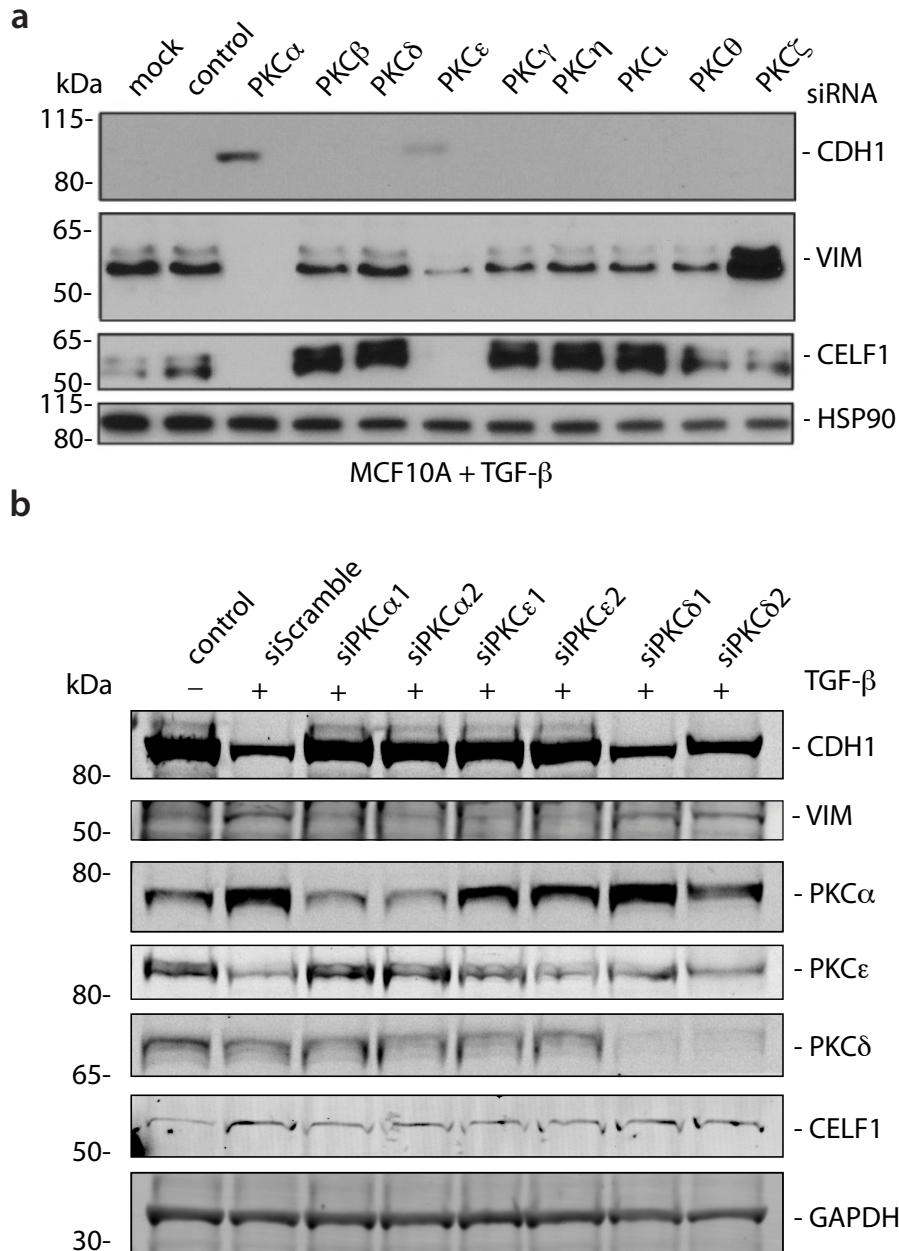 a
kDa mock control PKCα PKCβ PKCδ PKCε PKCγ PKCη PKCι PKCθ PKCζ siRNA
115-
- CDH1
80-
65-
- VIM
50-
65-
- CELF1
50-
115-
- HSP90
80-
MCF10A + TGF-β
b
control siScramble siPKCα1 siPKCα2 siPKCε1 siPKCε2 siPKCδ1 siPKCδ2
kDa − + + + + + + + TGF-β
- CDH1
80-
- VIM
50-
80-
- PKCα
- PKCε
80-
- PKCδ
65-
- CELF1
50-
- GAPDH
30-